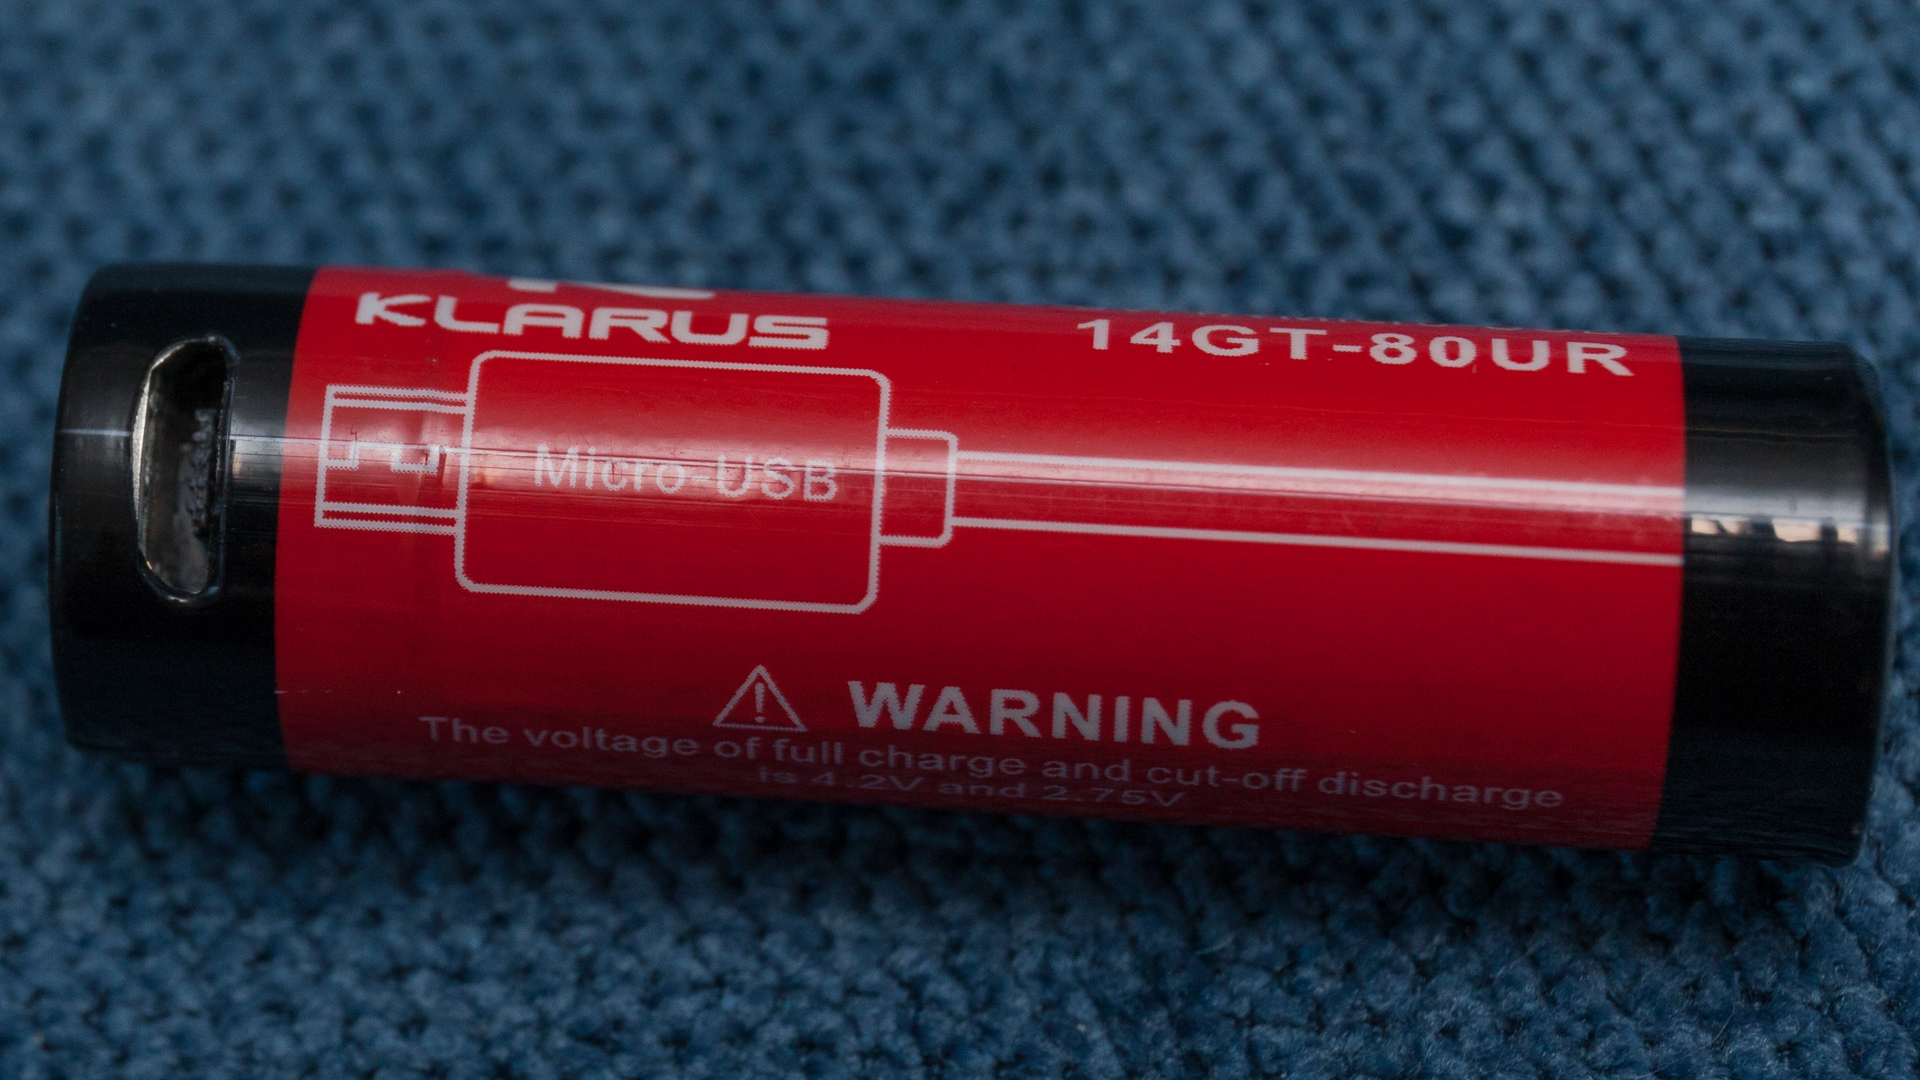 KLARUS
14GT-80UR
Micro-USB
WARNING
The voltage of full charge and cut-off discharge
is 4.2V and 2.75V